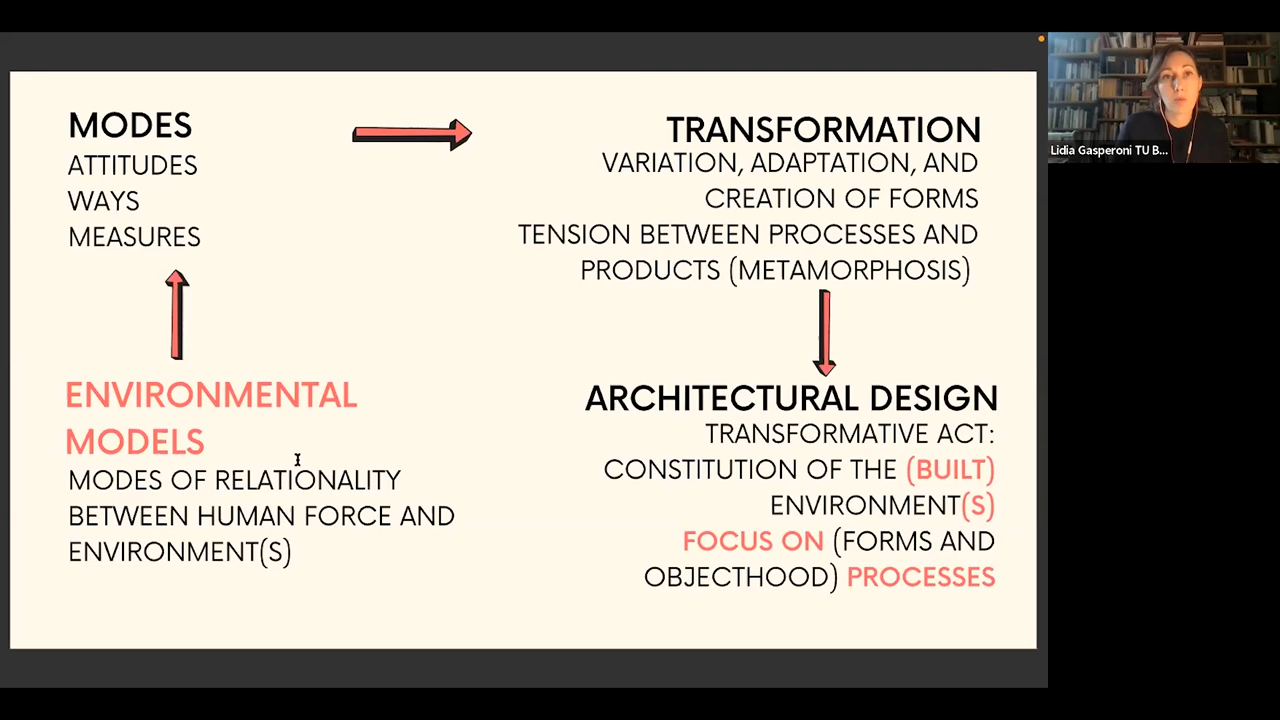 MODES
ATTITUDES
WAYS
MEASURES
TRANSFORMATION
VARIATION, ADAPTATION, AND
CREATION OF FORMS
TENSION BETWEEN PROCESSES AND
PRODUCTS (METAMORPHOSIS)
ENVIRONMENTAL
MODELS
MODES OF RELATIONALITY
BETWEEN HUMAN FORCE AND
ENVIRONMENT(S)
ARCHITECTURAL DESIGN
TRANSFORMATIVE ACT:
CONSTITUTION OF THE (BUILT)
ENVIRONMENT(S)
FOCUS ON (FORMS AND
OBJECTHOOD) PROCESSES
Lidia Gasperoni TU B...